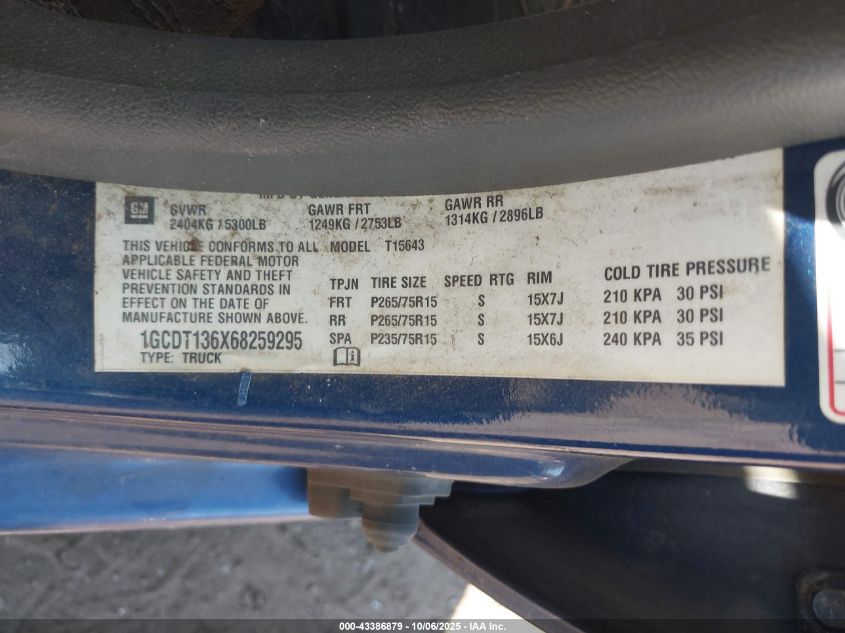 GM
GVWR
2404KG / 5300LB
GAWR FRT
1249KG / 2753LB
GAWR RR
1314KG / 2896LB
THIS VEHICLE CONFORMS TO ALL
APPLICABLE FEDERAL MOTOR
VEHICLE SAFETY AND THEFT
PREVENTION STANDARDS IN
EFFECT ON THE DATE OF
MANUFACTURE SHOWN ABOVE.
1GCDT136X68259295
TYPE: TRUCK
MODEL T15643
TPJN TIRE SIZE SPEED RTG RIM COLD TIRE PRESSURE
FRT P265/75R15 S 15X7J 210 KPA 30 PSI
RR P265/75R15 S 15X7J 210 KPA 30 PSI
SPA P235/75R15 S 15X6J 240 KPA 35 PSI
000-43386879 - 10/06/2025 - IAA Inc.